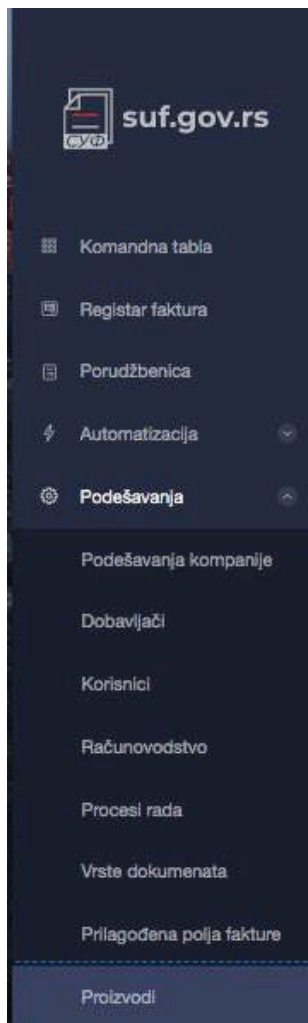 СУФ
suf.gov.rs
Komandna tabla
Registar faktura
Porudžbenica
Automatizacija
Podešavanja
Podešavanja kompanije
Dobavljači
Korisnici
Računovodstvo
Procesi rada
Vrste dokumenata
Prilagođena polja fakture
Proizvodi